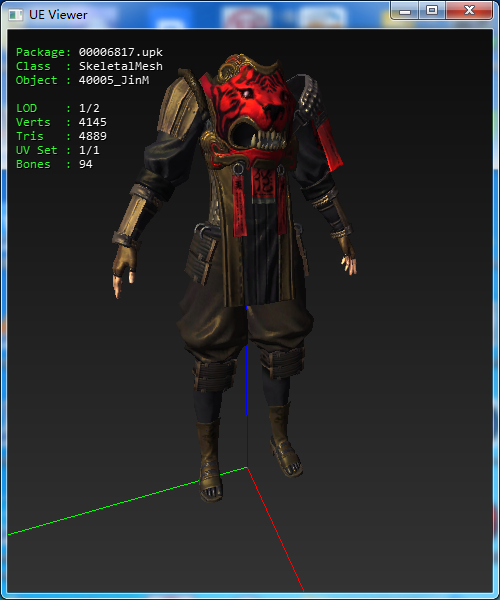 UE Viewer
Package: 00006817.upk
Class : SkeletalMesh
Object : 40005_JinM
LOD : 1/2
Verts : 4145
Tris : 4889
UV Set : 1/1
Bones : 94